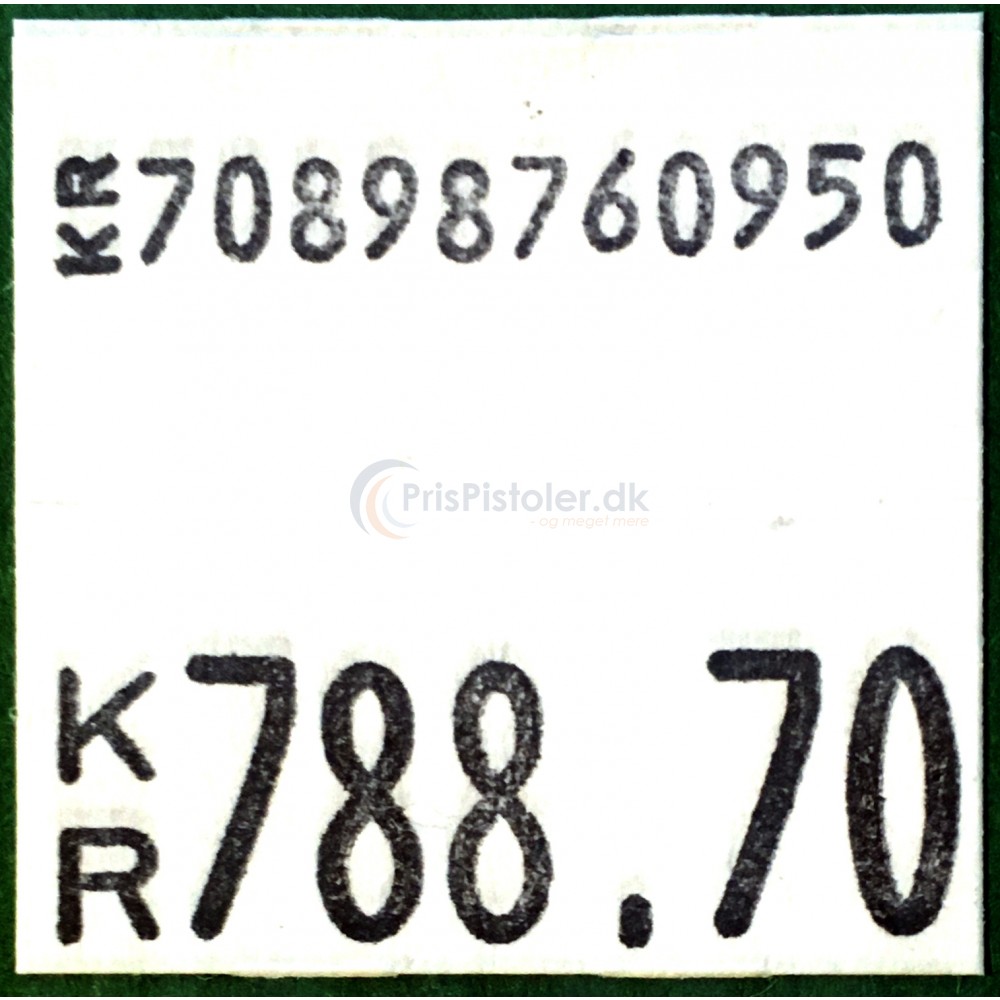 KR70898760950
PrisPistoler.dk
- og meget mere
KR788.70